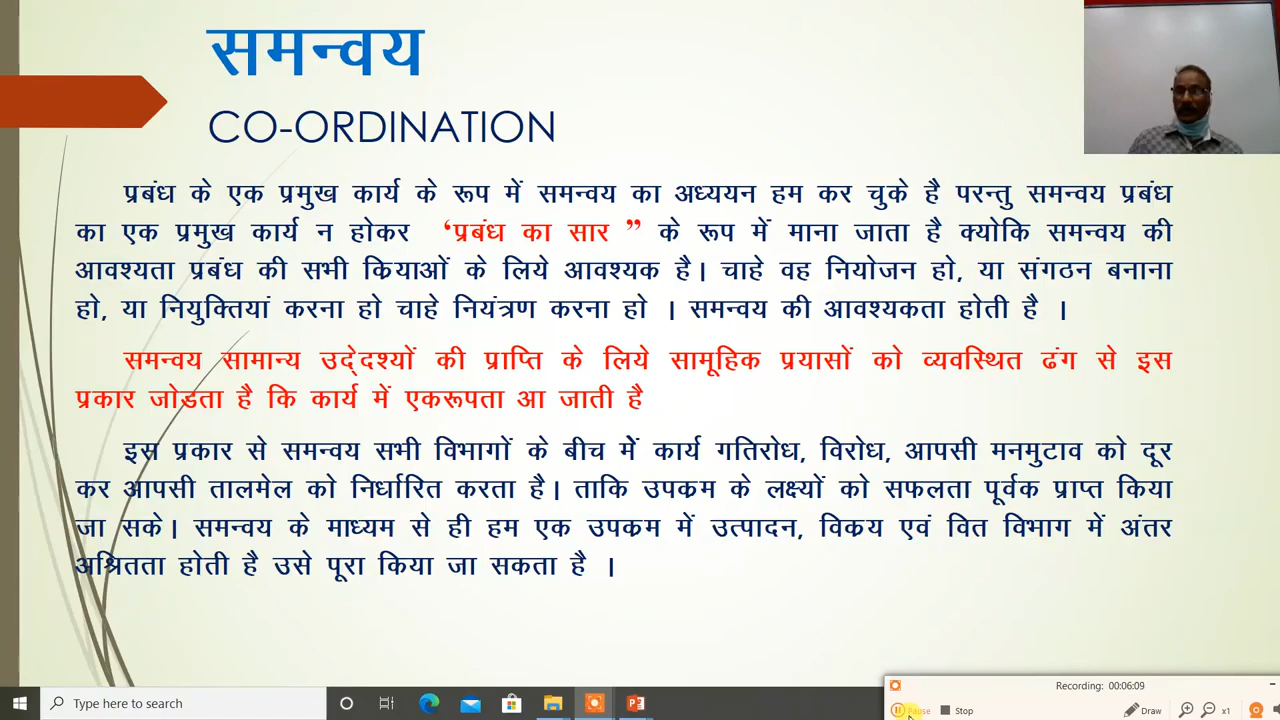 समन्वय
CO-ORDINATION
प्रबंध के एक प्रमुख कार्य के रूप में समन्वय का अध्ययन हम कर चुके है परन्तु समन्वय प्रबंध
का एक प्रमुख कार्य न होकर ‘प्रबंध का सार ” के रूप में माना जाता है क्योकि समन्वय की
आवश्यता प्रबंध की सभी कियाओं के लिये आवश्यक है। चाहे वह नियोजन हो, या संगठन बनाना
हो, या नियुक्तियां करना हो चाहे नियंत्रण करना हो । समन्वय की आवश्यकता होती है ।
समन्वय सामान्य उद्देश्यों की प्राप्ति के लिये सामूहिक प्रयासों को व्यवस्थित ढंग से इस
प्रकार जोडता है कि कार्य में एकरूपता आ जाती है
इस प्रकार से समन्वय सभी विभागों के बीच में कार्य गतिरोध, विरोध, आपसी मनमुटाव को दूर
कर आपसी तालमेल को निर्धारित करता है। ताकि उपकम के लक्ष्यों को सफलता पूर्वक प्राप्त किया
जा सके। समन्वय के माध्यम से ही हम एक उपकम में उत्पादन, विकय एवं वित विभाग में अंतर
अश्रितता होती है उसे पूरा किया जा सकता है ।
Recording: 00:06:09
Type here to search
Pause Stop Draw x1